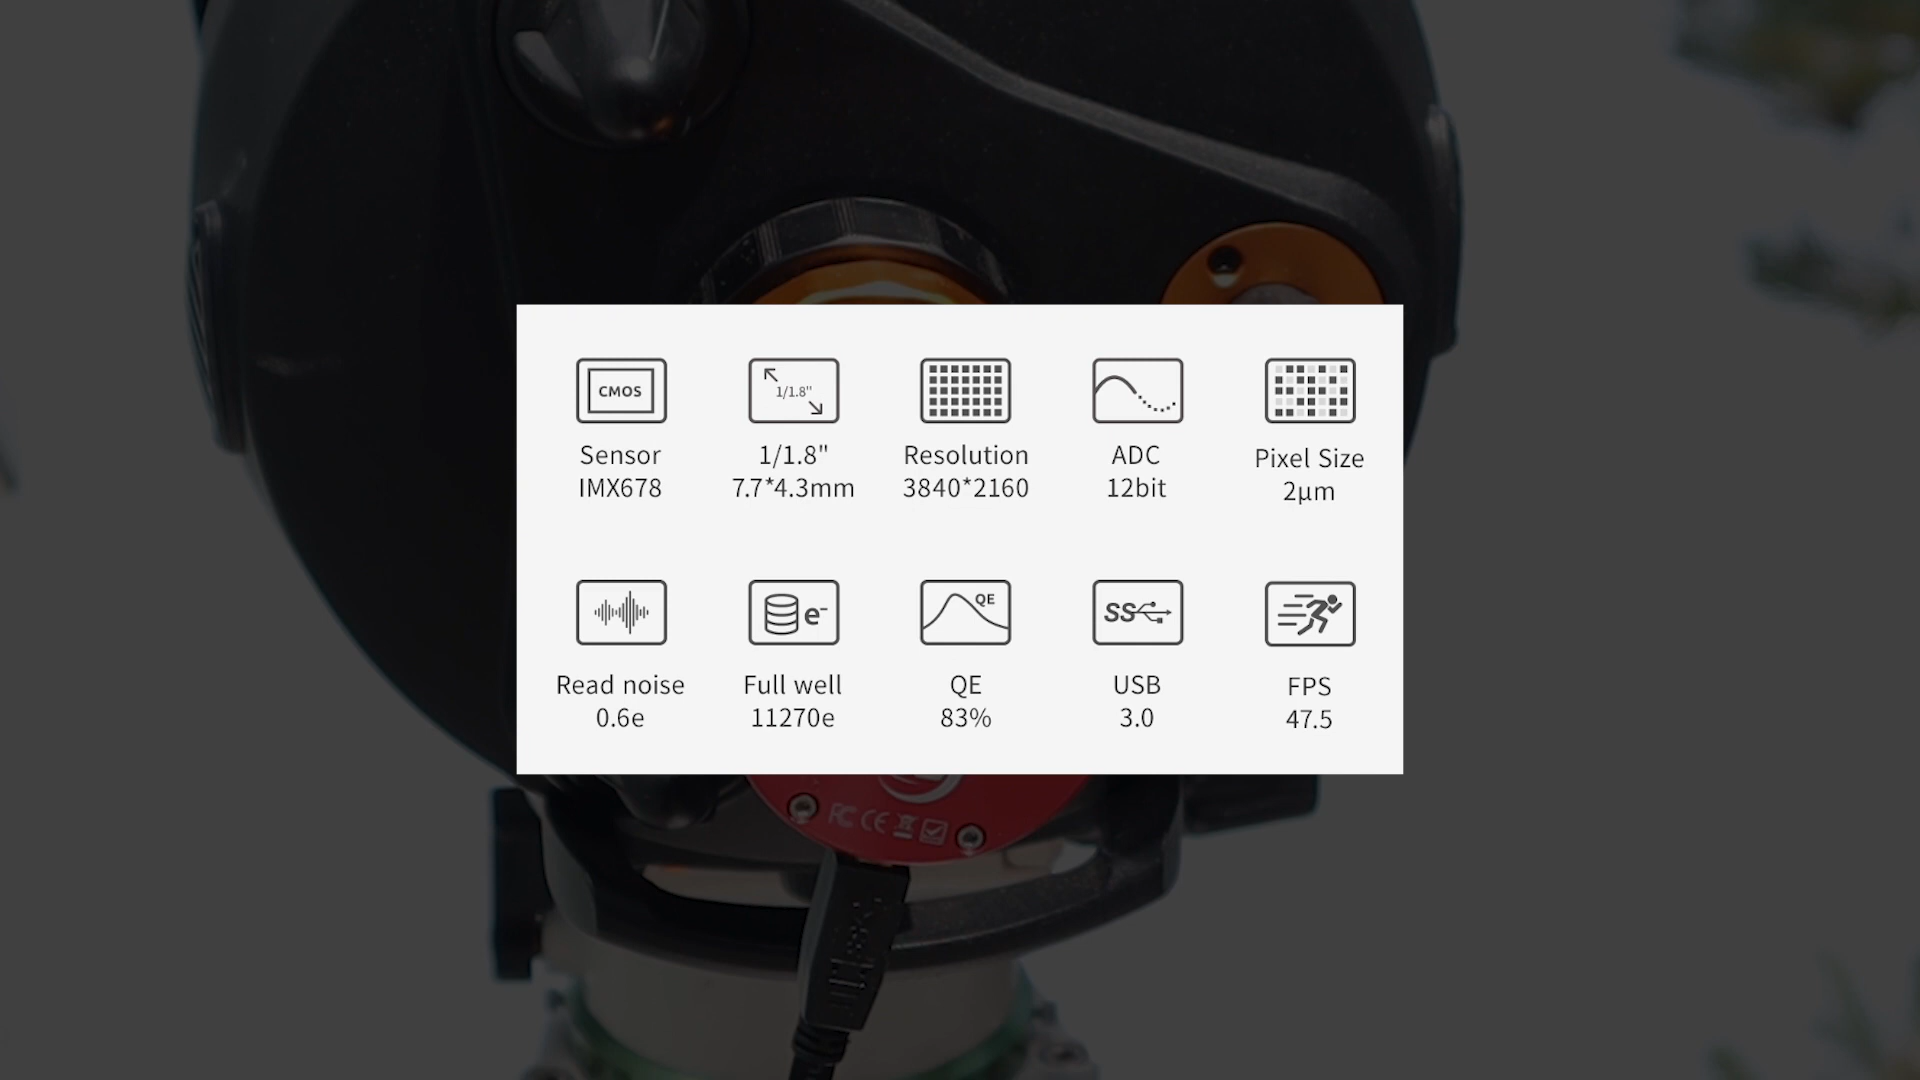 CMOS
1/1.8"
Sensor
IMX678
1/1.8"
7.7*4.3mm
Resolution
3840*2160
ADC
12bit
Pixel Size
2µm
e⁻
QE
SS
Read noise
0.6e
Full well
11270e
QE
83%
USB
3.0
FPS
47.5
FC CE